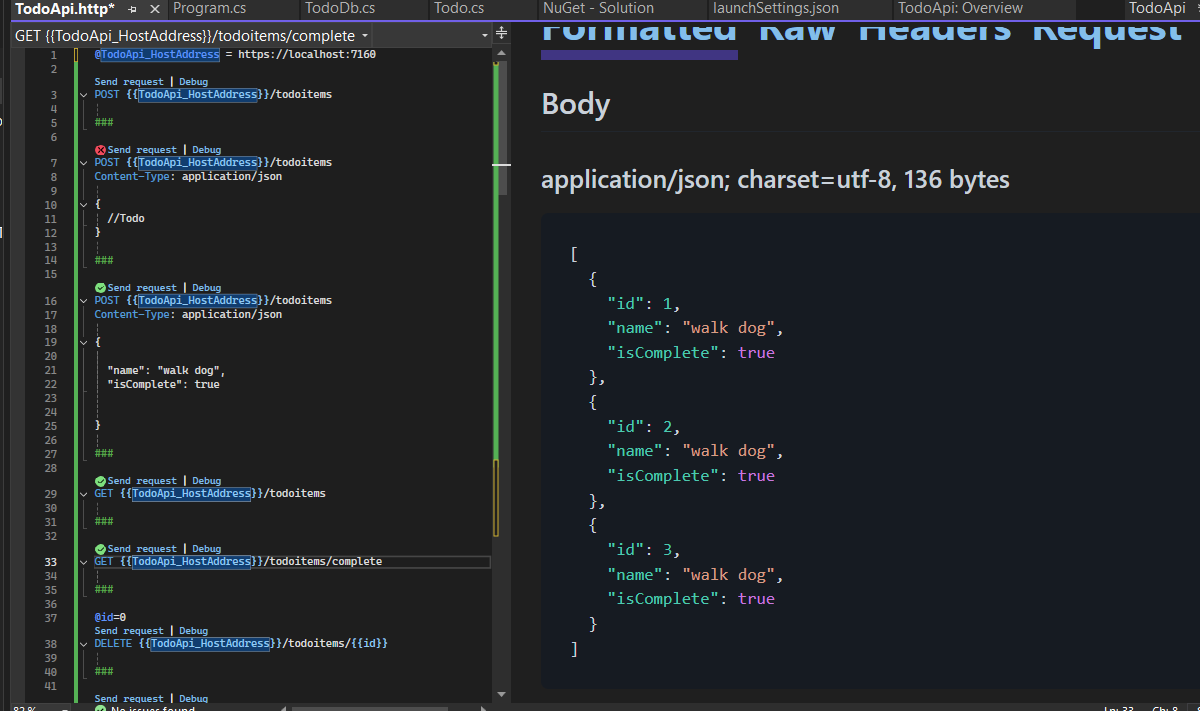 TodoApi.http*
Program.cs
TodoDb.cs
Todo.cs
NuGet - Solution
launchSettings.json
TodoApi: Overview
TodoApi
GET {{TodoApi_HostAddress}}/todoitems/complete
1 @TodoApi_HostAddress = https://localhost:7160
2
Send request | Debug
3 POST {{TodoApi_HostAddress}}/todoitems
4
5 ###
6
Send request | Debug
7 POST {{TodoApi_HostAddress}}/todoitems
8 Content-Type: application/json
9
10 {
11 //Todo
12 }
13
14 ###
15
Send request | Debug
16 POST {{TodoApi_HostAddress}}/todoitems
17 Content-Type: application/json
18
19 {
20
21 "name": "walk dog",
22 "isComplete": true
23
24
25 }
26
27 ###
28
Send request | Debug
29 GET {{TodoApi_HostAddress}}/todoitems
30
31 ###
32
Send request | Debug
33 GET {{TodoApi_HostAddress}}/todoitems/complete
34
35 ###
36
37 @id=0
Send request | Debug
38 DELETE {{TodoApi_HostAddress}}/todoitems/{{id}}
39
40 ###
41
Send request | Debug
82 %
No issues found
Formatted Raw Headers Request
Body
application/json; charset=utf-8, 136 bytes
[
{
"id": 1,
"name": "walk dog",
"isComplete": true
},
{
"id": 2,
"name": "walk dog",
"isComplete": true
},
{
"id": 3,
"name": "walk dog",
"isComplete": true
}
]
Ln: 33 Ch: 8